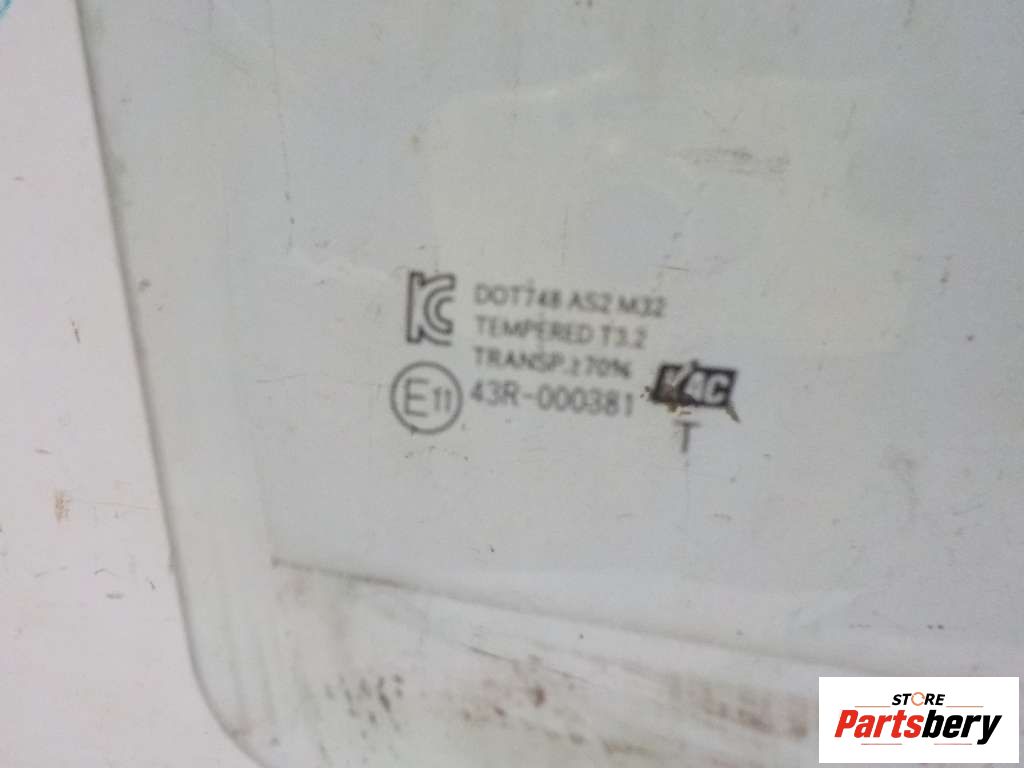 KC
DOT748 AS2 M32
TEMPERED T3.2
TRANSP.≥70%
E11 43R-000381
KAC
T
STORE
Partsbery